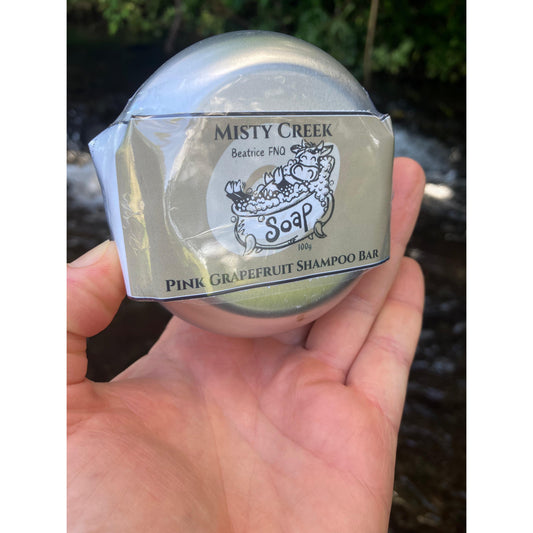 Misty Creek
Beatrice FNQ
Soap
100g
Pink Grapefruit Shampoo Bar